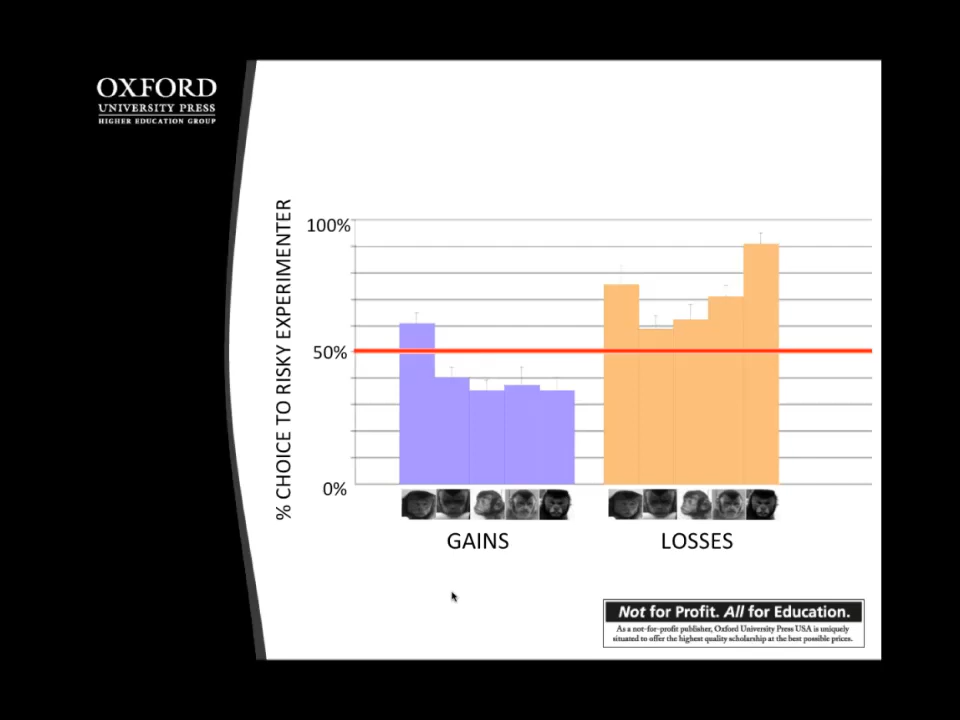 OXFORD
UNIVERSITY PRESS
HIGHER EDUCATION GROUP
% CHOICE TO RISKY EXPERIMENTER
100%
50%
0%
GAINS
LOSSES
Not for Profit. All for Education.
As a not-for-profit publisher, Oxford University Press USA is uniquely
situated to offer the highest quality scholarship at the best possible prices.